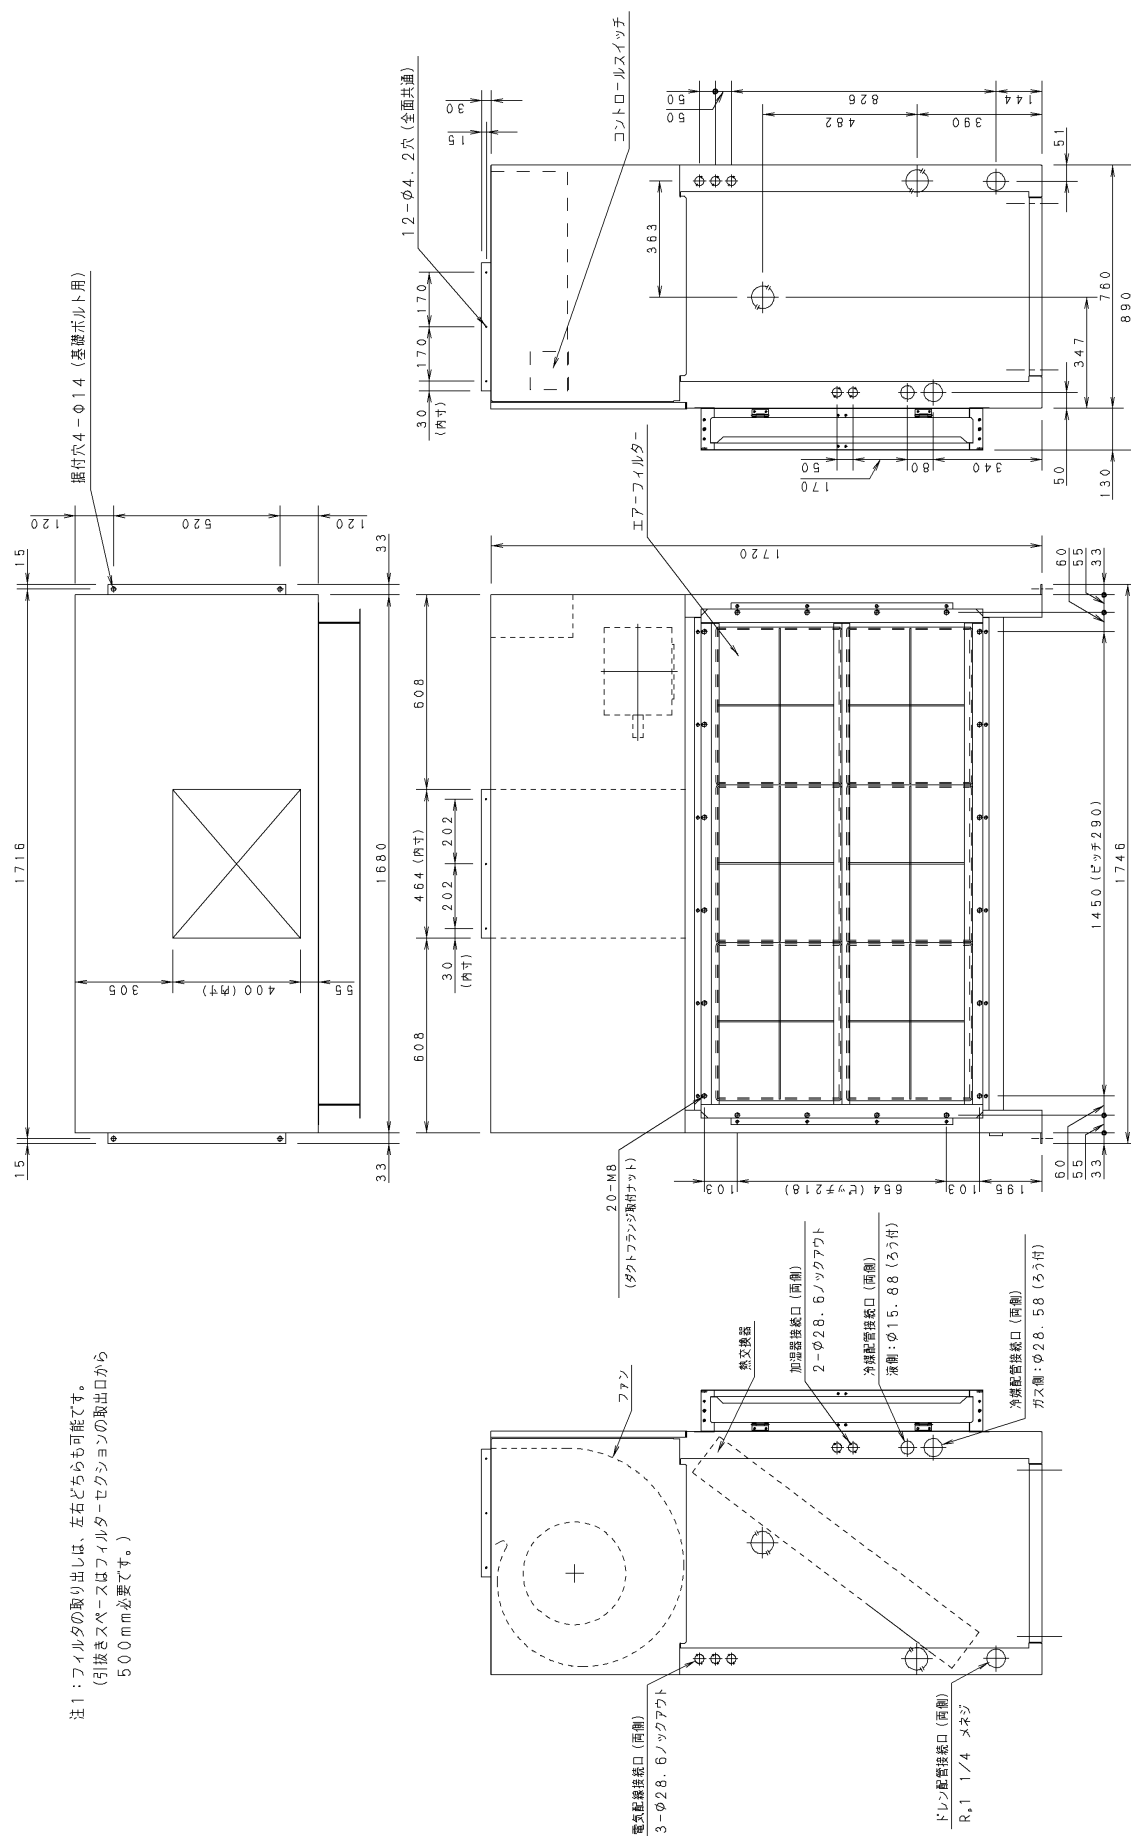 注1：フィルタの取り出しは、左右どちらも可能です。
(引抜きスペースはフィルターセクションの取出口から
500mm必要です。)
15
1716
15
120
520
120
据付穴4-Φ14 (基礎ボルト用)
305
400 (内寸)
55
33
1680
33
608
464 (内寸)
608
30
(内寸)
202
202
1720
エアーフィルター
20-M8
(ダクトフランジ取付ナット)
103
654 (ピッチ218)
103
195
60
55
33
1450 (ピッチ290)
1746
60
55
33
12-Φ4.2穴 (全面共通)
コントロールスイッチ
30
15
30
(内寸)
170
170
50
50
826
144
482
390
363
347
51
760
890
50
130
50
170
80
340
ファン
熱交換器
加湿器接続口 (両側)
2-Φ28.6ノックアウト
冷媒配管接続口 (両側)
液側：Φ15.88 (ろう付)
冷媒配管接続口 (両側)
ガス側：Φ28.58 (ろう付)
電気配線接続口 (両側)
3-Φ28.6ノックアウト
ドレン配管接続口 (両側)
Rp1 1/4 メネジ